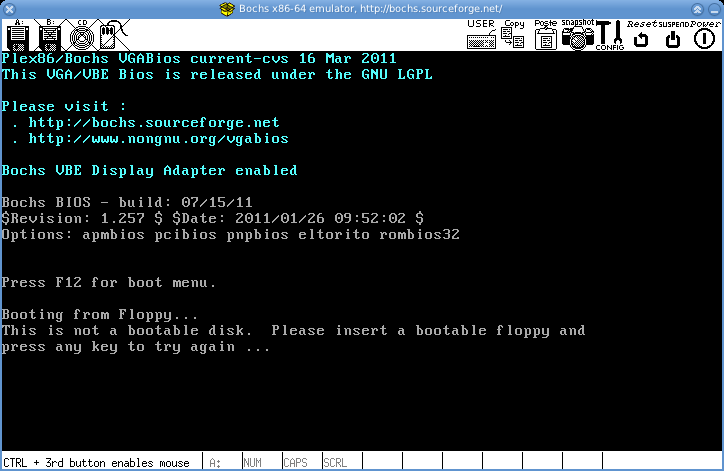 Bochs x86-64 emulator, http://bochs.sourceforge.net/
A: B: CD USER Copy Paste snapshot CONFIG Reset SUSPEND Power
Plex86/Bochs VGABios current-cvs 16 Mar 2011
This VGA/VBE Bios is released under the GNU LGPL
Please visit :
. http://bochs.sourceforge.net
. http://www.nongnu.org/vgabios
Bochs VBE Display Adapter enabled
Bochs BIOS - build: 07/15/11
$Revision: 1.257 $ $Date: 2011/01/26 09:52:02 $
Options: apmbios pcibios pnpbios eltorito rombios32
Press F12 for boot menu.
Booting from Floppy...
This is not a bootable disk.  Please insert a bootable floppy and
press any key to try again ...
CTRL + 3rd button enables mouse A: NUM CAPS SCRL